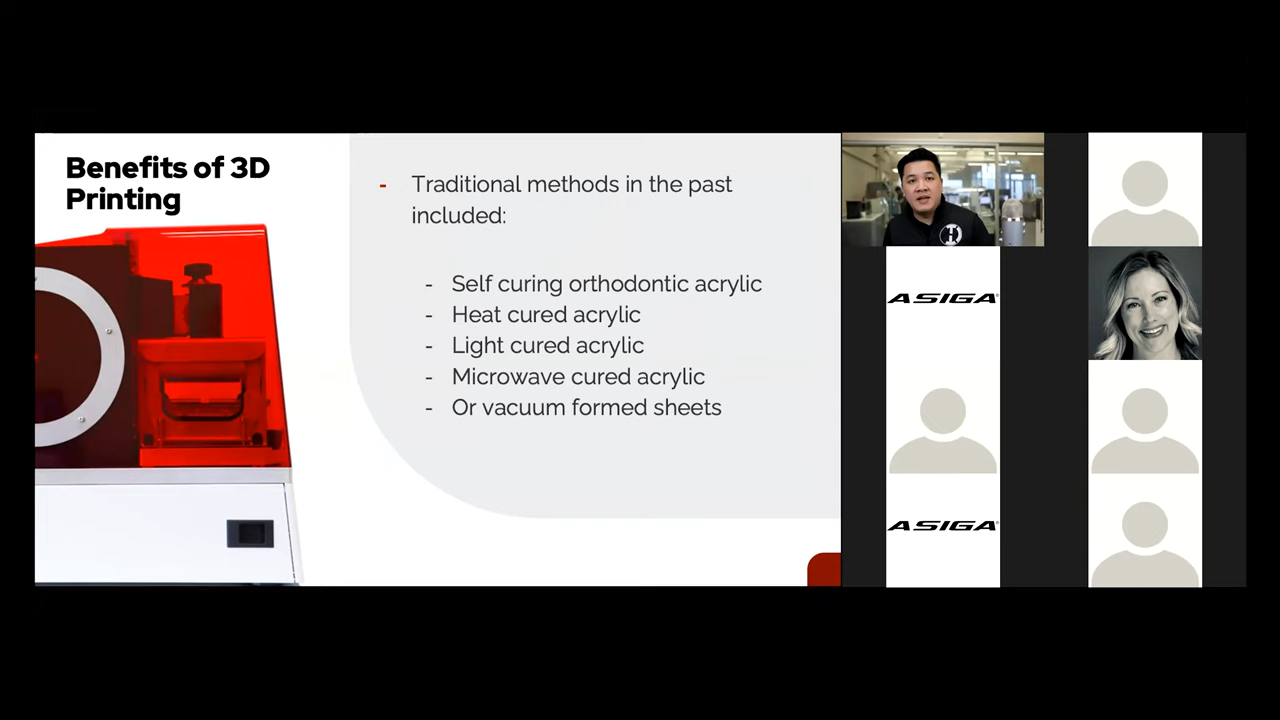 Benefits of 3D
Printing
- Traditional methods in the past
included:
- Self curing orthodontic acrylic
- Heat cured acrylic
- Light cured acrylic
- Microwave cured acrylic
- Or vacuum formed sheets
ASIGA
ASIGA